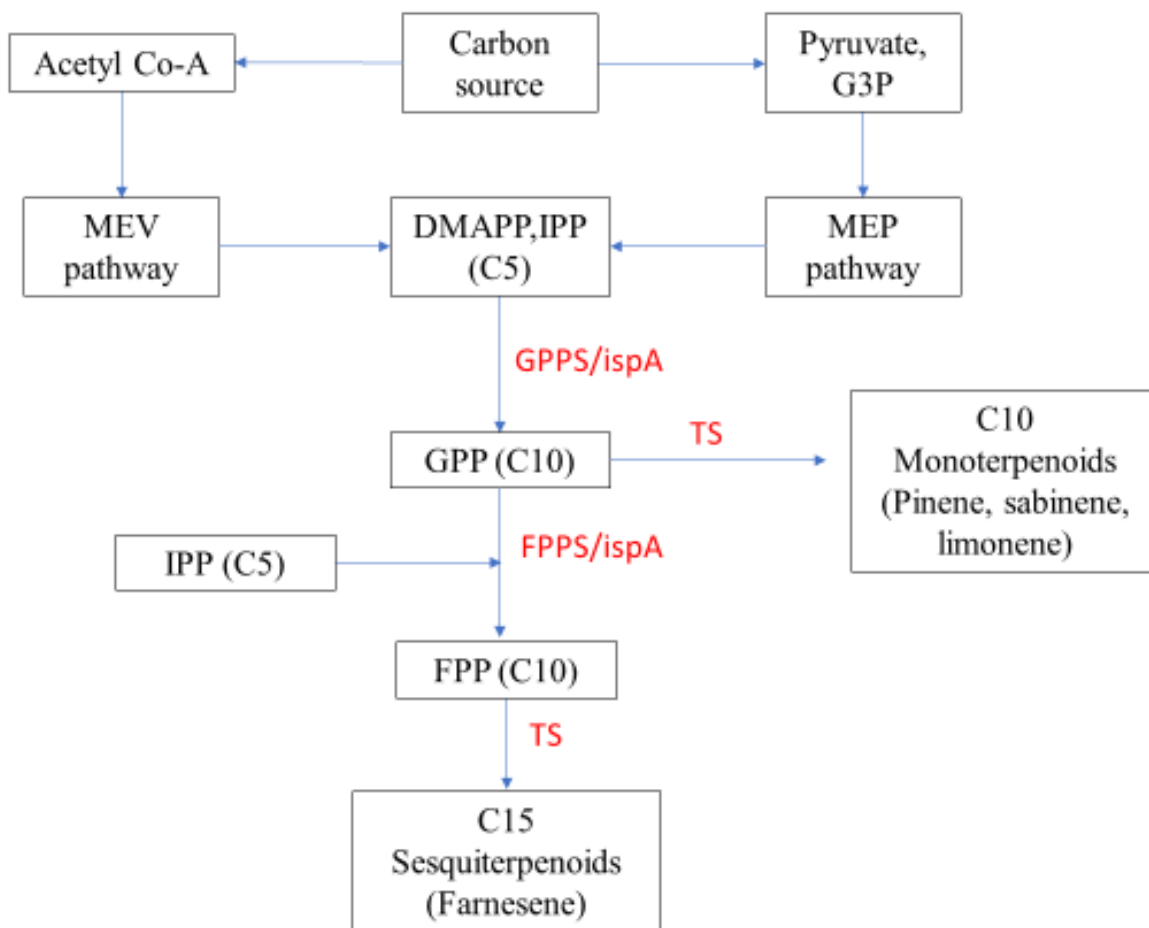 Acetyl Co-A
Carbon
source
Pyruvate,
G3P
MEV
pathway
DMAPP,IPP
(C5)
MEP
pathway
GPPS/ispA
GPP (C10)
TS
C10
Monoterpenoids
(Pinene, sabinene,
limonene)
IPP (C5)
FPPS/ispA
FPP (C10)
TS
C15
Sesquiterpenoids
(Farnesene)